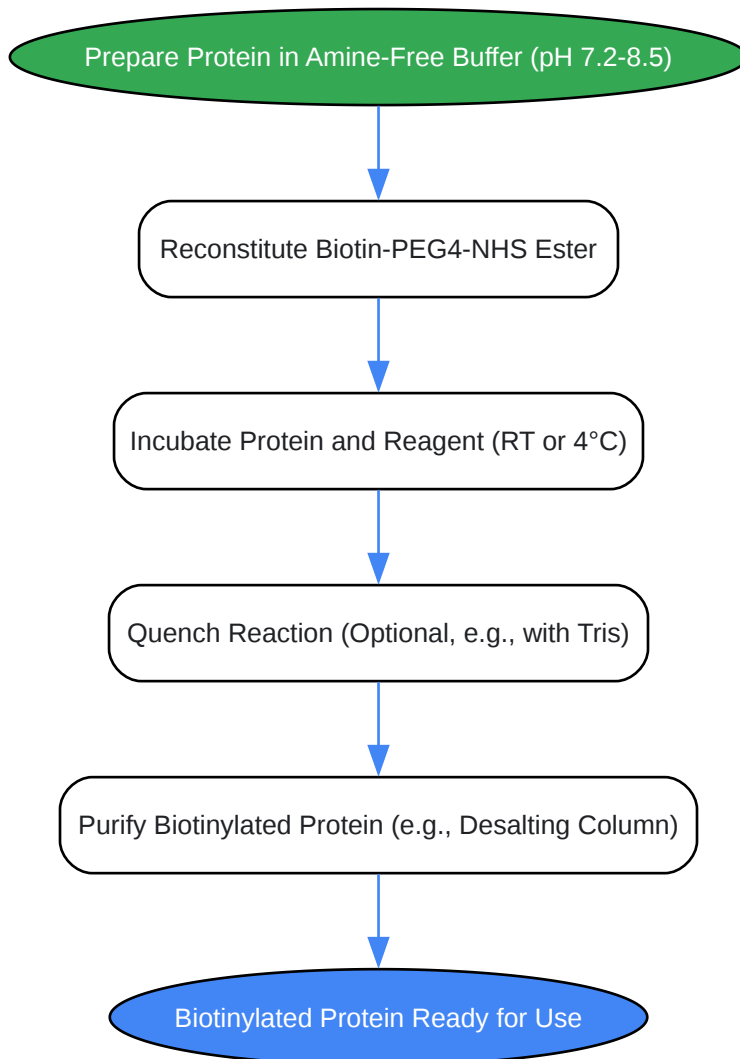 Prepare Protein in Amine-Free Buffer (pH 7.2-8.5)
Reconstitute Biotin-PEG4-NHS Ester
Incubate Protein and Reagent (RT or 4°C)
Quench Reaction (Optional, e.g., with Tris)
Purify Biotinylated Protein (e.g., Desalting Column)
Biotinylated Protein Ready for Use